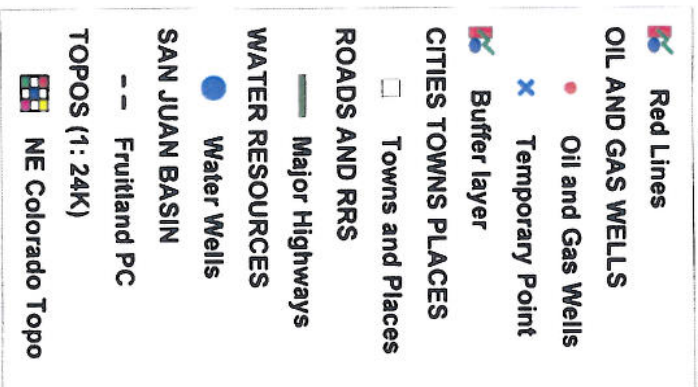 Red Lines
OIL AND GAS WELLS
Oil and Gas Wells
Temporary Point
Buffer layer
CITIES TOWNS PLACES
Towns and Places
ROADS AND RRS
Major Highways
WATER RESOURCES
Water Wells
SAN JUAN BASIN
Fruitland PC
TOPOS (1: 24K)
NE Colorado Topo